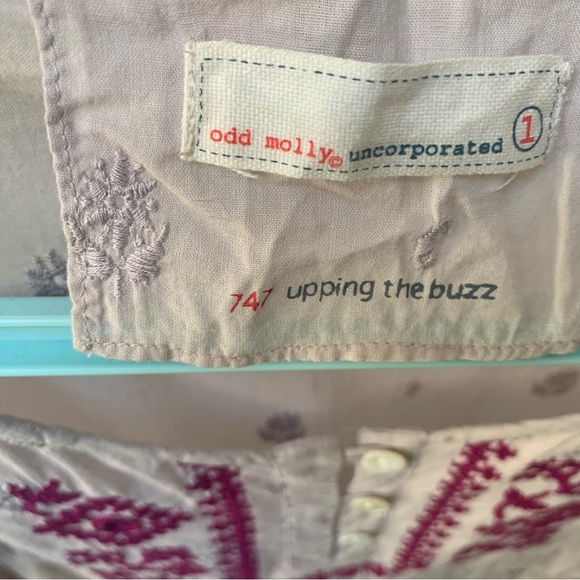 odd molly© uncorporated 1
747 upping the buzz